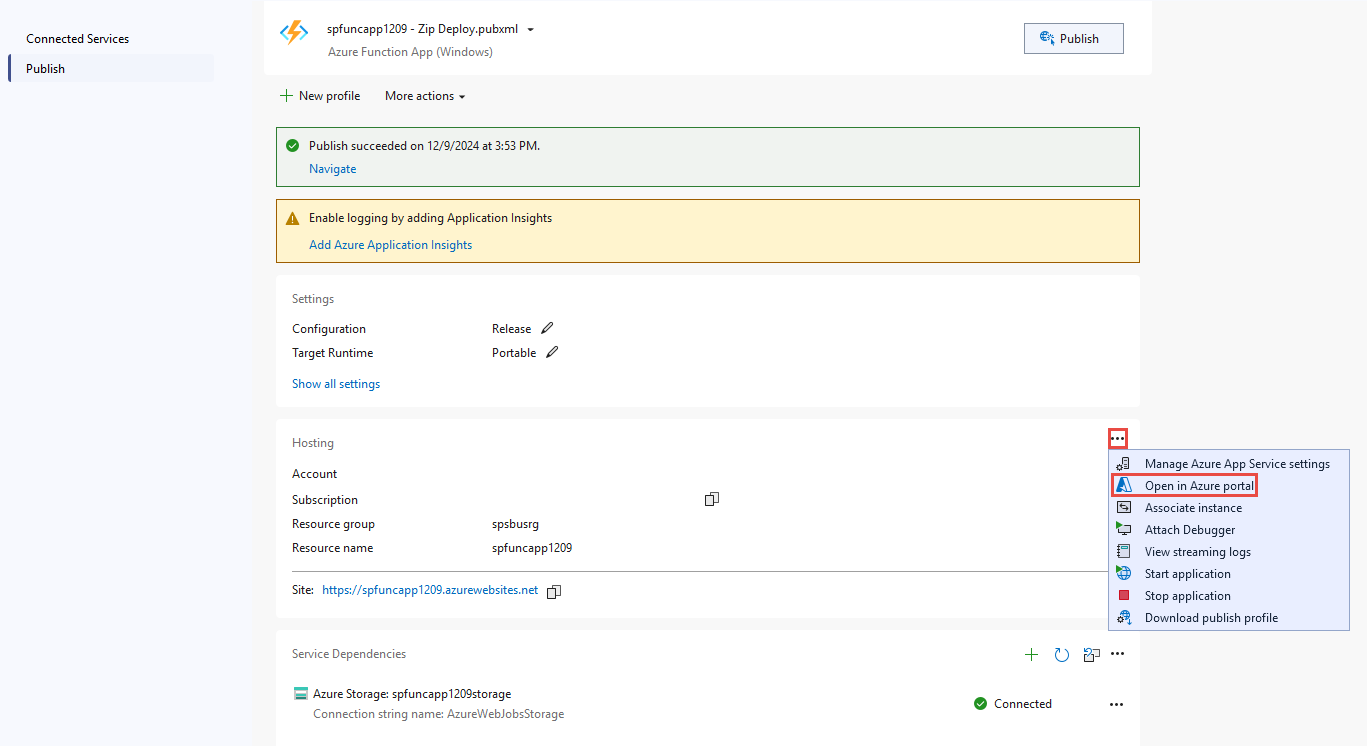 Connected Services
Publish
spfuncapp1209 - Zip Deploy.pubxml
Azure Function App (Windows)
Publish
New profile
More actions
Publish succeeded on 12/9/2024 at 3:53 PM.
Navigate
Enable logging by adding Application Insights
Add Azure Application Insights
Settings
Configuration Release
Target Runtime Portable
Show all settings
Hosting
Account
Subscription
Resource group spsbusrg
Resource name spfuncapp1209
Site: https://spfuncapp1209.azurewebsites.net
Manage Azure App Service settings
Open in Azure portal
Associate instance
Attach Debugger
View streaming logs
Start application
Stop application
Download publish profile
Service Dependencies
Azure Storage: spfuncapp1209storage
Connection string name: AzureWebJobsStorage
Connected